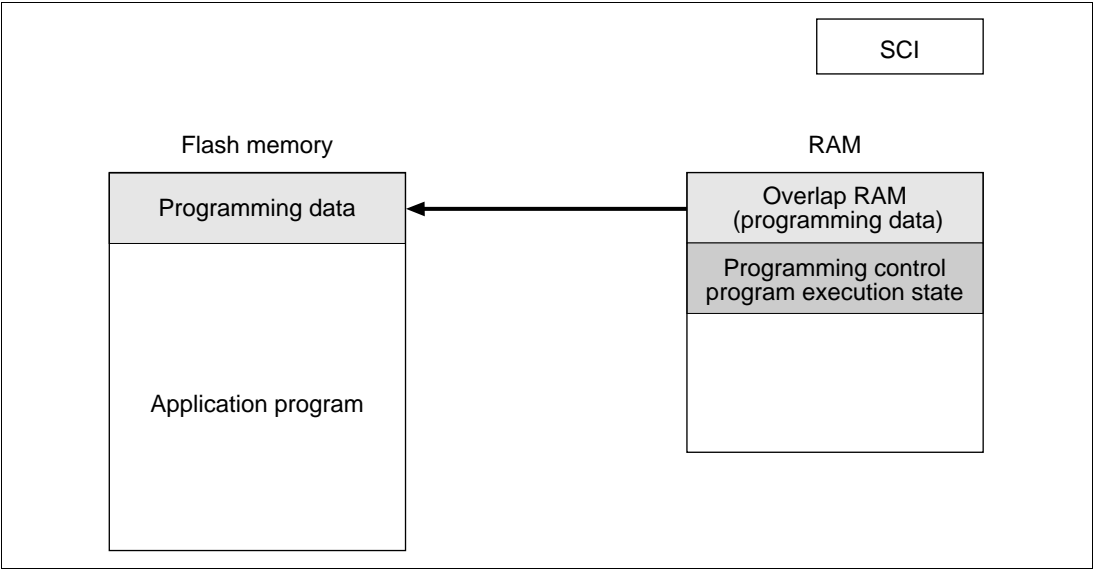 SCI
Flash memory
RAM
Programming data
Overlap RAM
(programming data)
Programming control
program execution state
Application program